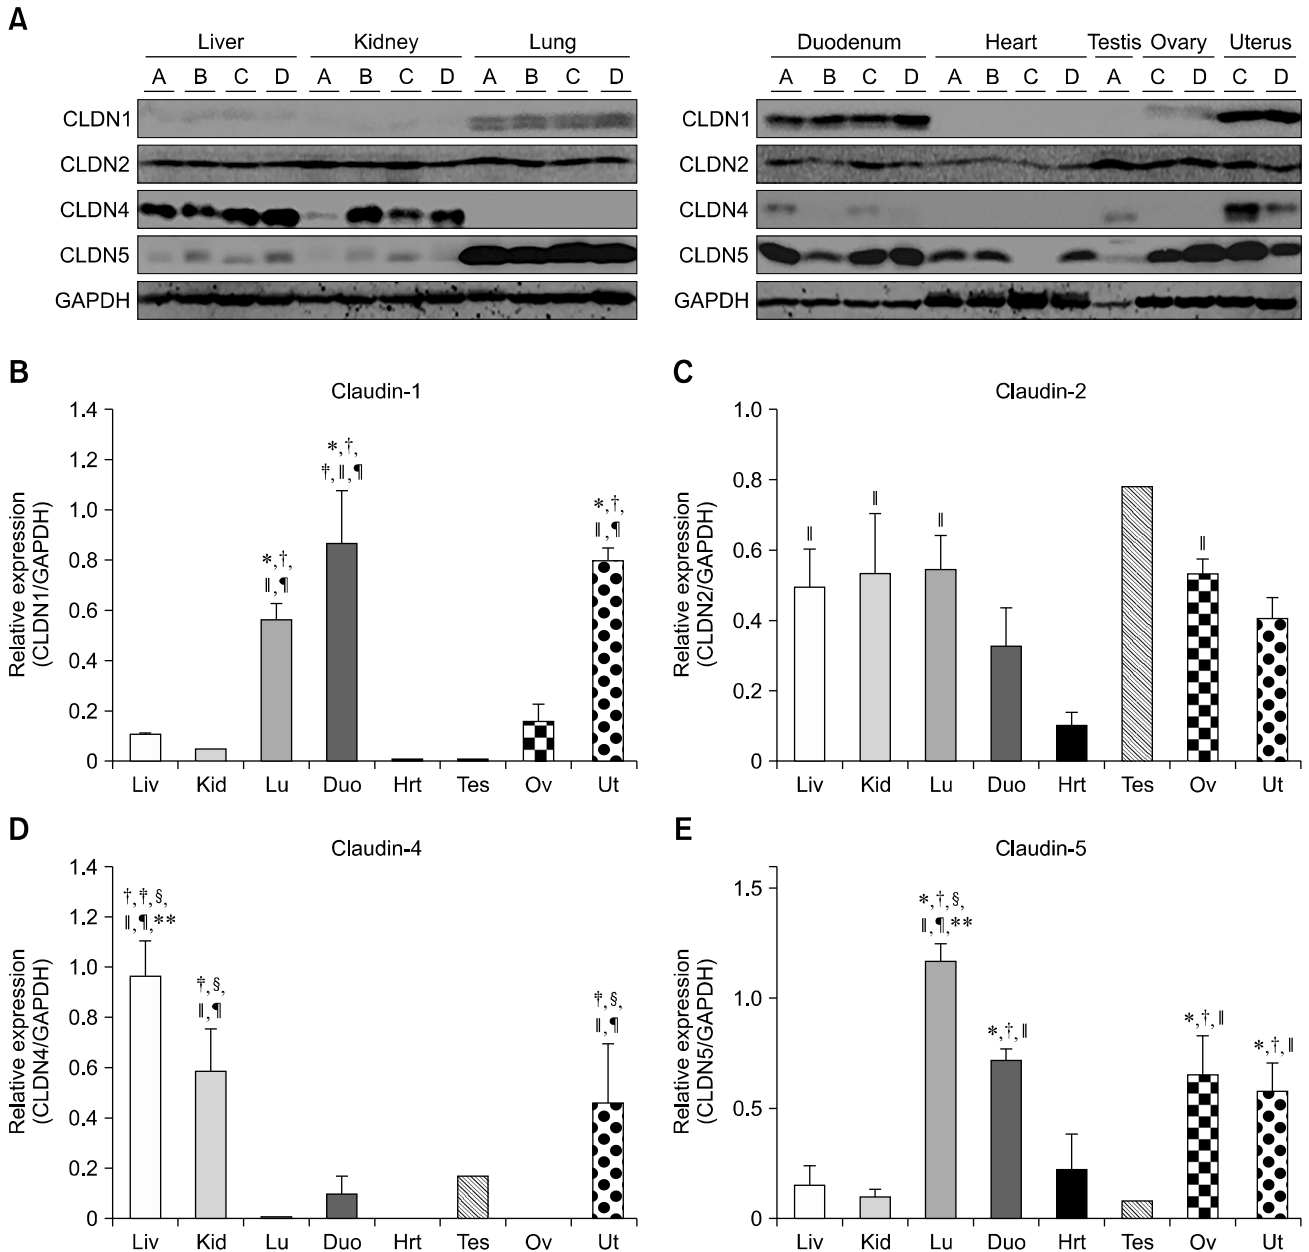 A
Liver Kidney Lung
A B C D A B C D A B C D
CLDN1
CLDN2
CLDN4
CLDN5
GAPDH
Duodenum Heart Testis Ovary Uterus
A B C D A B C D A C D C D
CLDN1
CLDN2
CLDN4
CLDN5
GAPDH
B
Claudin-1
Relative expression
(CLDN1/GAPDH)
1.4
1.2
1.0
0.8
0.6
0.4
0.2
0
*,†,
‖,¶
*,†,
‡,‖,¶
*,†,
‖,¶
Liv Kid Lu Duo Hrt Tes Ov Ut
C
Claudin-2
Relative expression
(CLDN2/GAPDH)
1.0
0.8
0.6
0.4
0.2
0
‖ ‖ ‖ ‖
Liv Kid Lu Duo Hrt Tes Ov Ut
D
Claudin-4
Relative expression
(CLDN4/GAPDH)
1.4
1.2
1.0
0.8
0.6
0.4
0.2
0
†,‡,§,
‖,¶,**
‡,§,
‖,¶
‡,§,
‖,¶
Liv Kid Lu Duo Hrt Tes Ov Ut
E
Claudin-5
Relative expression
(CLDN5/GAPDH)
1.5
1.0
0.5
0
*,†,§,
‖,¶,**
*,†,‖
*,†,‖
*,†,‖
Liv Kid Lu Duo Hrt Tes Ov Ut